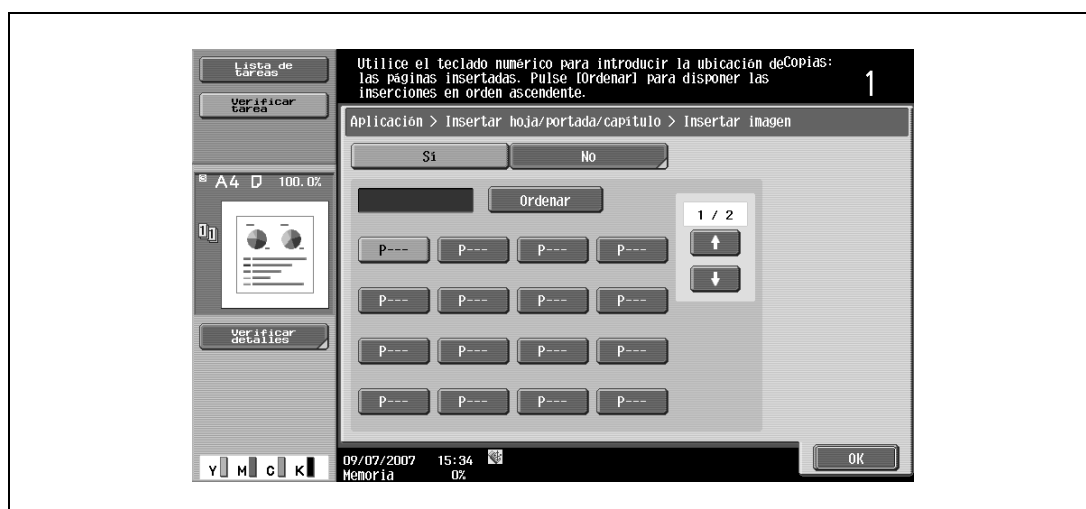 Lista de
tareas
Verificar
tarea
A4 100.0%
Verificar
detalles
Y M C K
Utilice el teclado numérico para introducir la ubicación de
las páginas insertadas. Pulse [Ordenar] para disponer las
inserciones en orden ascendente.
Copias:
1
Aplicación > Insertar hoja/portada/capítulo > Insertar imagen
Sí No
Ordenar
1 / 2
P--- P--- P--- P---
P--- P--- P--- P---
P--- P--- P--- P---
P--- P--- P--- P---
09/07/2007 15:34
Memoria 0%
OK